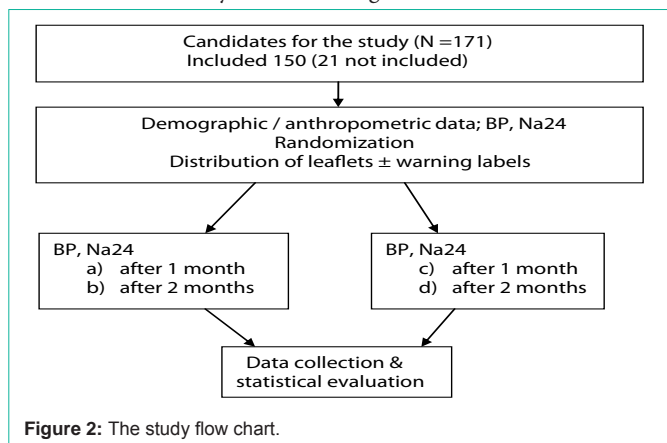 Candidates for the study (N =171)
Included 150 (21 not included)
Demographic / anthropometric data; BP, Na24
Randomization
Distribution of leaflets ± warning labels
BP, Na24
a) after 1 month
b) after 2 months
BP, Na24
c) after 1 month
d) after 2 months
Data collection &
statistical evaluation
Figure 2: The study flow chart.